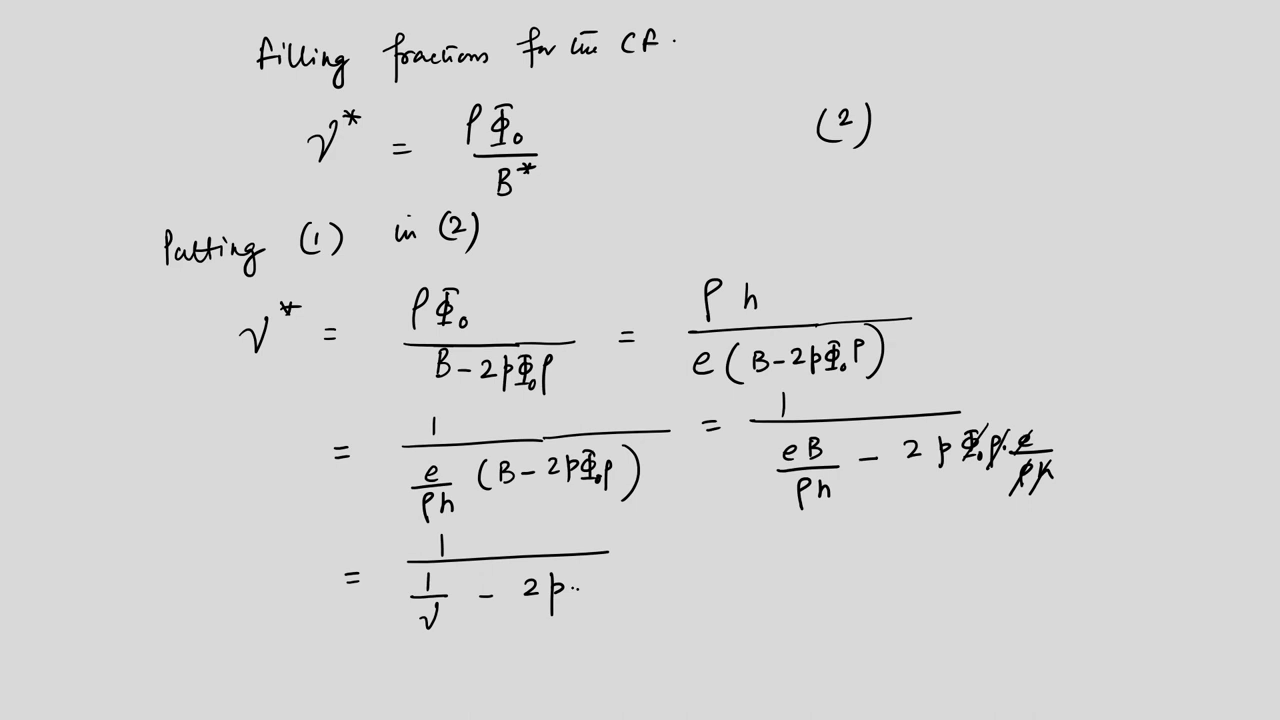 filling fractions for the CF.
ν* = ρΦ₀ / B* (2)
Putting (1) in (2)
ν* = ρΦ₀ / (B - 2pΦ₀ρ) = ρh / (e(B - 2pΦ₀ρ))
= 1 / ((e/ρh)(B - 2pΦ₀ρ)) = 1 / (eB/ρh - 2pΦ₀ρ·e/ρh)
= 1 / (1/ν - 2p..